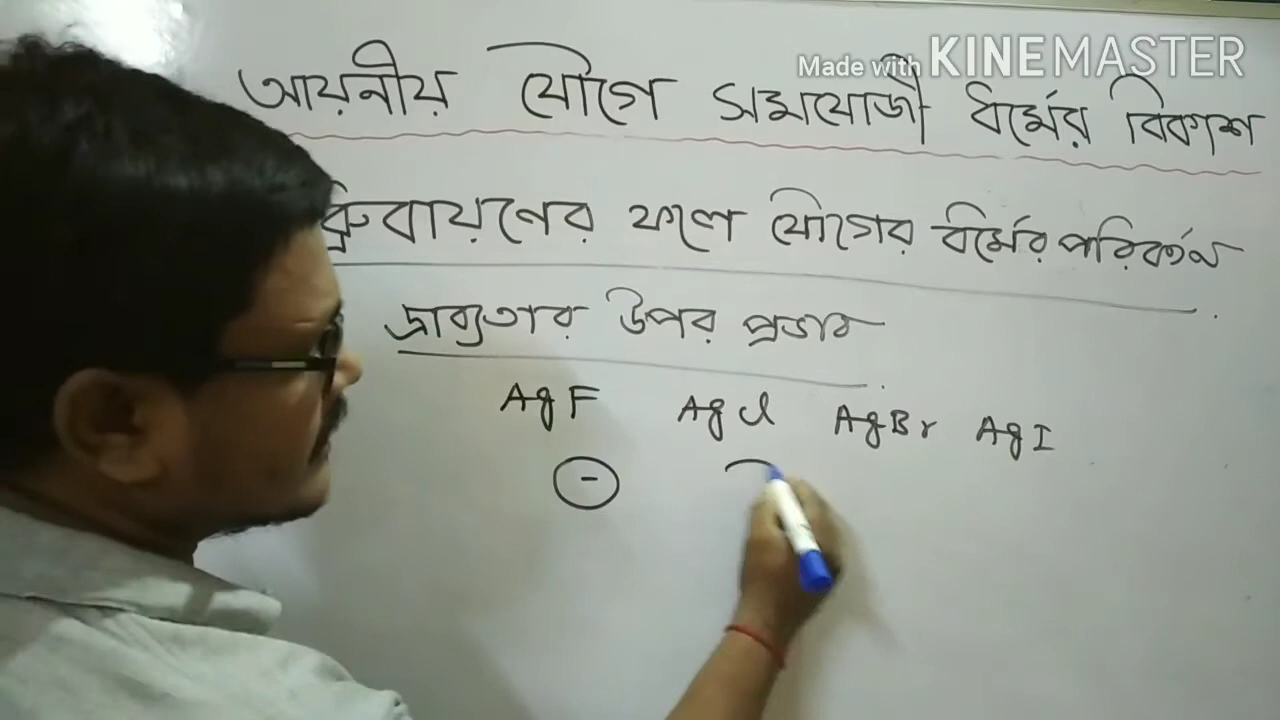 Made with KINEMASTER
আয়নীয় যৌগে সমযোজী ধর্মের বিকাশ
ধ্রুবায়ণের ফলে যৌগের ধর্মের পরিবর্তন
দ্রাব্যতার উপর প্রভাব
AgF AgCl AgBr AgI
-